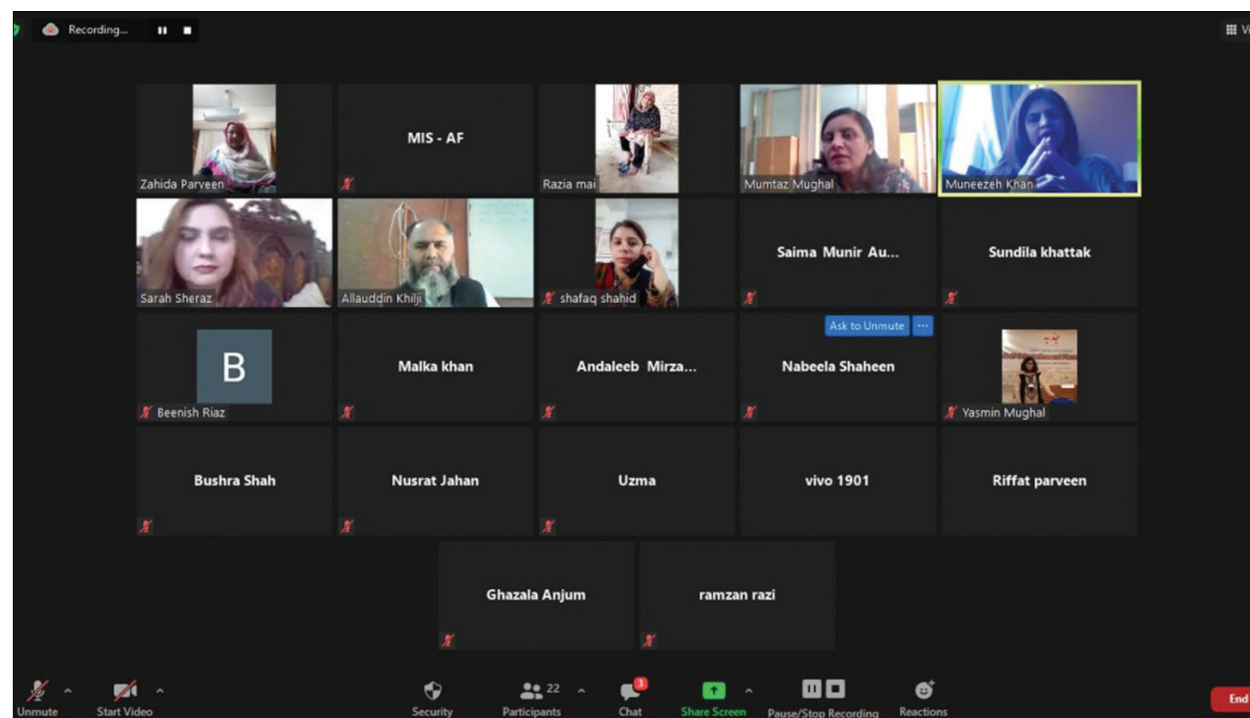 Recording...
Vi
Zahida Parveen
MIS - AF
Razia mai
Mumtaz Mughal
Muneezeh Khan
Sarah Sheraz
Allauddin Khilji
shafaq shahid
Saima Munir Au...
Sundila khattak
B
Beenish Riaz
Malka khan
Andaleeb Mirza...
Ask to Unmute ...
Nabeela Shaheen
Yasmin Mughal
Bushra Shah
Nusrat Jahan
Uzma
vivo 1901
Riffat parveen
Ghazala Anjum
ramzan razi
Unmute
Start Video
Security
22
Participants
3
Chat
Share Screen
Pause/Stop Recording
Reactions
End